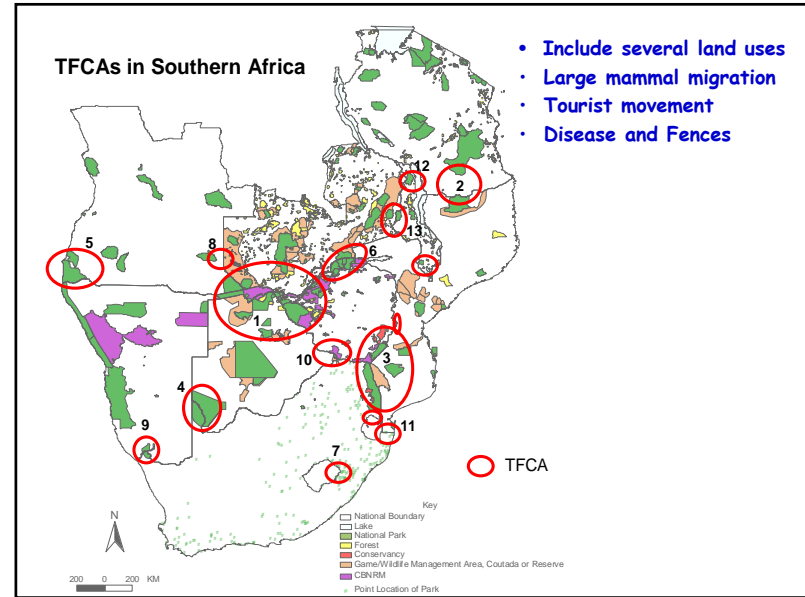 TFCAs in Southern Africa
• Include several land uses
· Large mammal migration
· Tourist movement
· Disease and Fences
12
2
13
5
8
6
1
10
3
4
11
9
7
TFCA
N
Key
National Boundary
Lake
National Park
Forest
Conservancy
Game/Wildlife Management Area, Coutada or Reserve
CBNRM
Point Location of Park
200 0 200 KM